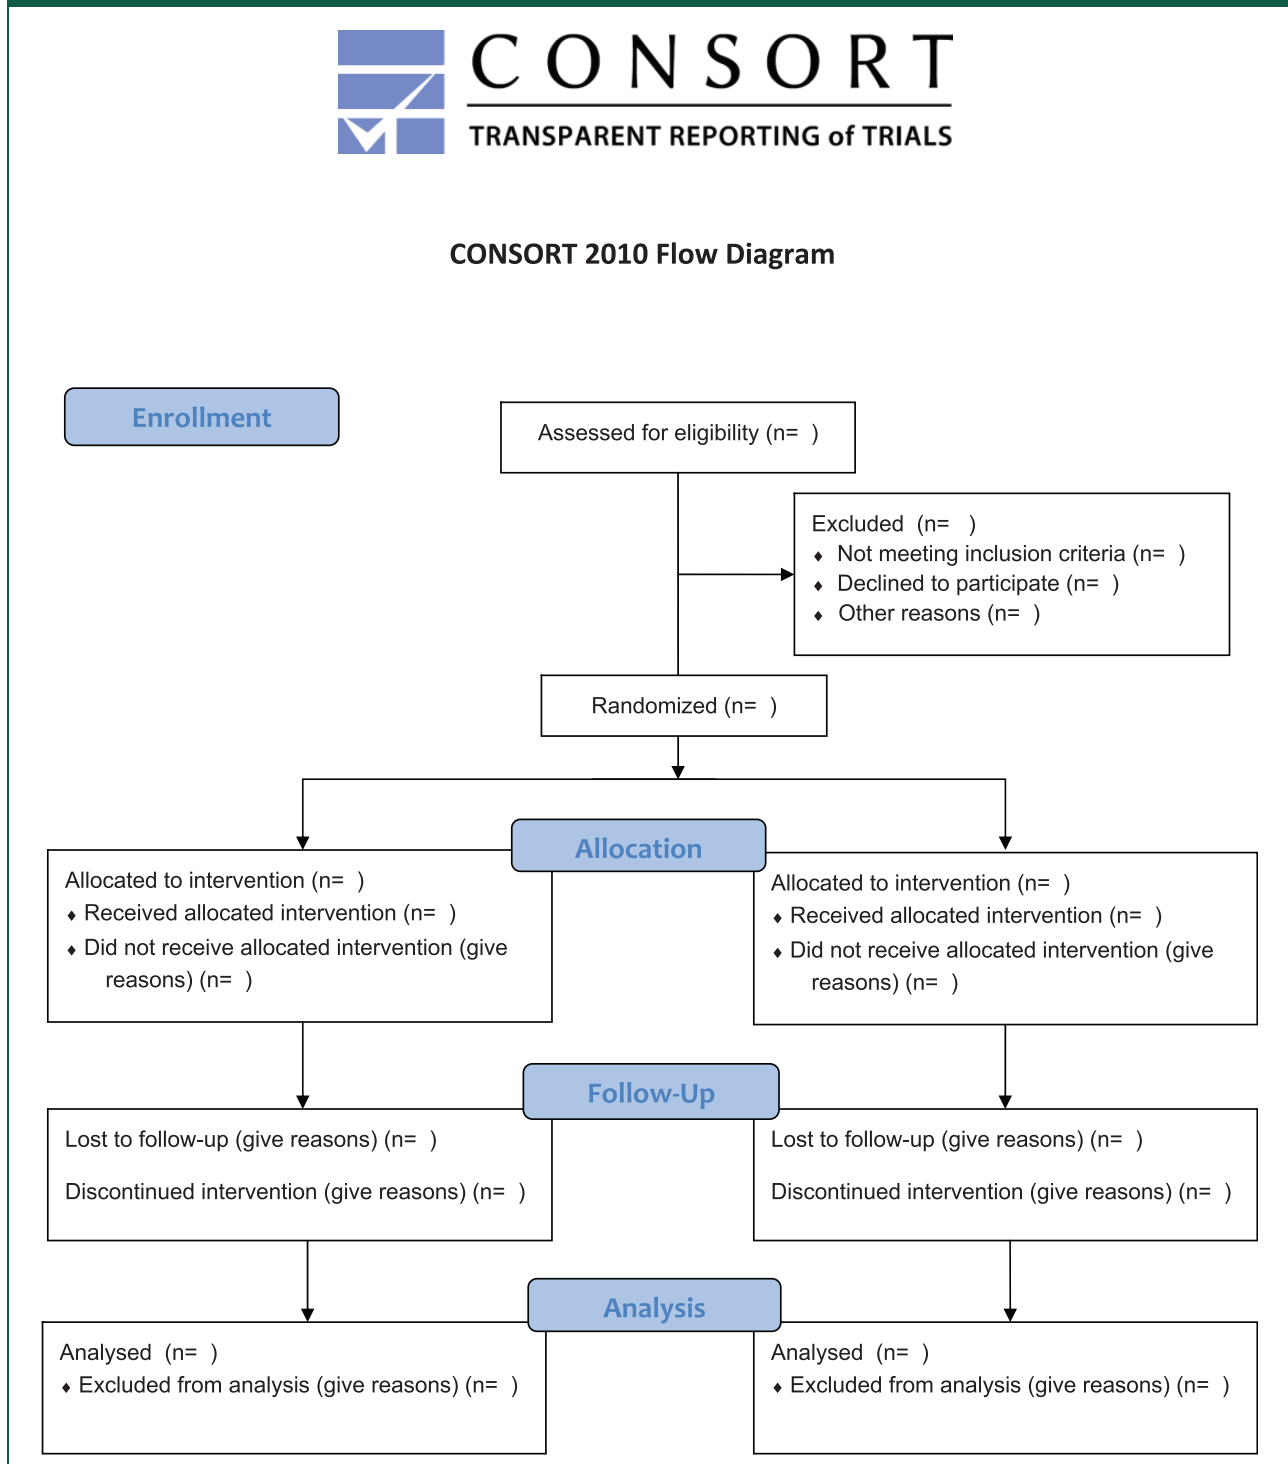 CONSORT
TRANSPARENT REPORTING of TRIALS
CONSORT 2010 Flow Diagram
Enrollment
Assessed for eligibility (n=  )
Excluded  (n=   )
♦ Not meeting inclusion criteria (n=  )
♦ Declined to participate (n=  )
♦ Other reasons (n=  )
Randomized (n=  )
Allocation
Allocated to intervention (n=  )
♦ Received allocated intervention (n=  )
♦ Did not receive allocated intervention (give
reasons) (n=  )
Allocated to intervention (n=  )
♦ Received allocated intervention (n=  )
♦ Did not receive allocated intervention (give
reasons) (n=  )
Follow-Up
Lost to follow-up (give reasons) (n=  )
Discontinued intervention (give reasons) (n=  )
Lost to follow-up (give reasons) (n=  )
Discontinued intervention (give reasons) (n=  )
Analysis
Analysed  (n=  )
♦ Excluded from analysis (give reasons) (n=  )
Analysed  (n=  )
♦ Excluded from analysis (give reasons) (n=  )